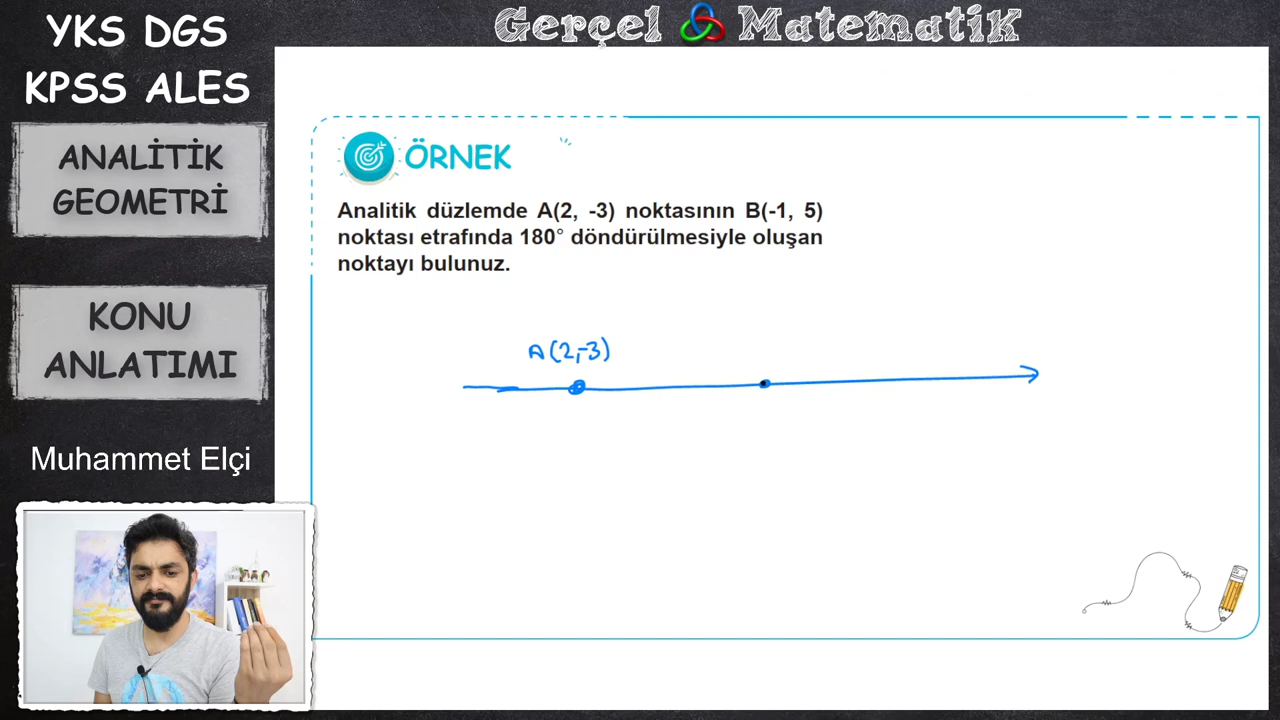 YKS DGS
KPSS ALES
ANALİTİK
GEOMETRİ
KONU
ANLATIMI
Muhammet Elçi
Gerçel Matematik
ÖRNEK
Analitik düzlemde A(2, -3) noktasının B(-1, 5)
noktası etrafında 180° döndürülmesiyle oluşan
noktayı bulunuz.
A(2,-3)